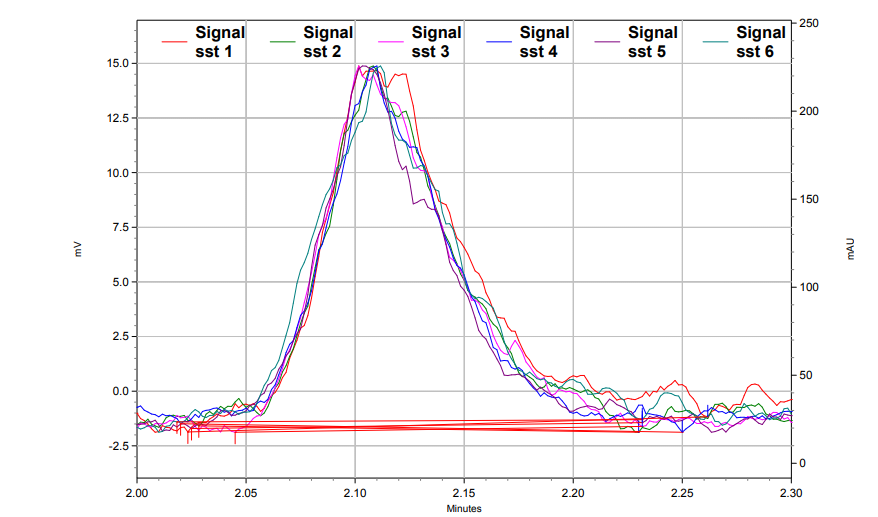 Signal sst 1
Signal sst 2
Signal sst 3
Signal sst 4
Signal sst 5
Signal sst 6
250
15.0
200
12.5
10.0
150
7.5
mV
mAU
5.0
100
2.5
50
0.0
-2.5
0
2.00 2.05 2.10 2.15 2.20 2.25 2.30
Minutes